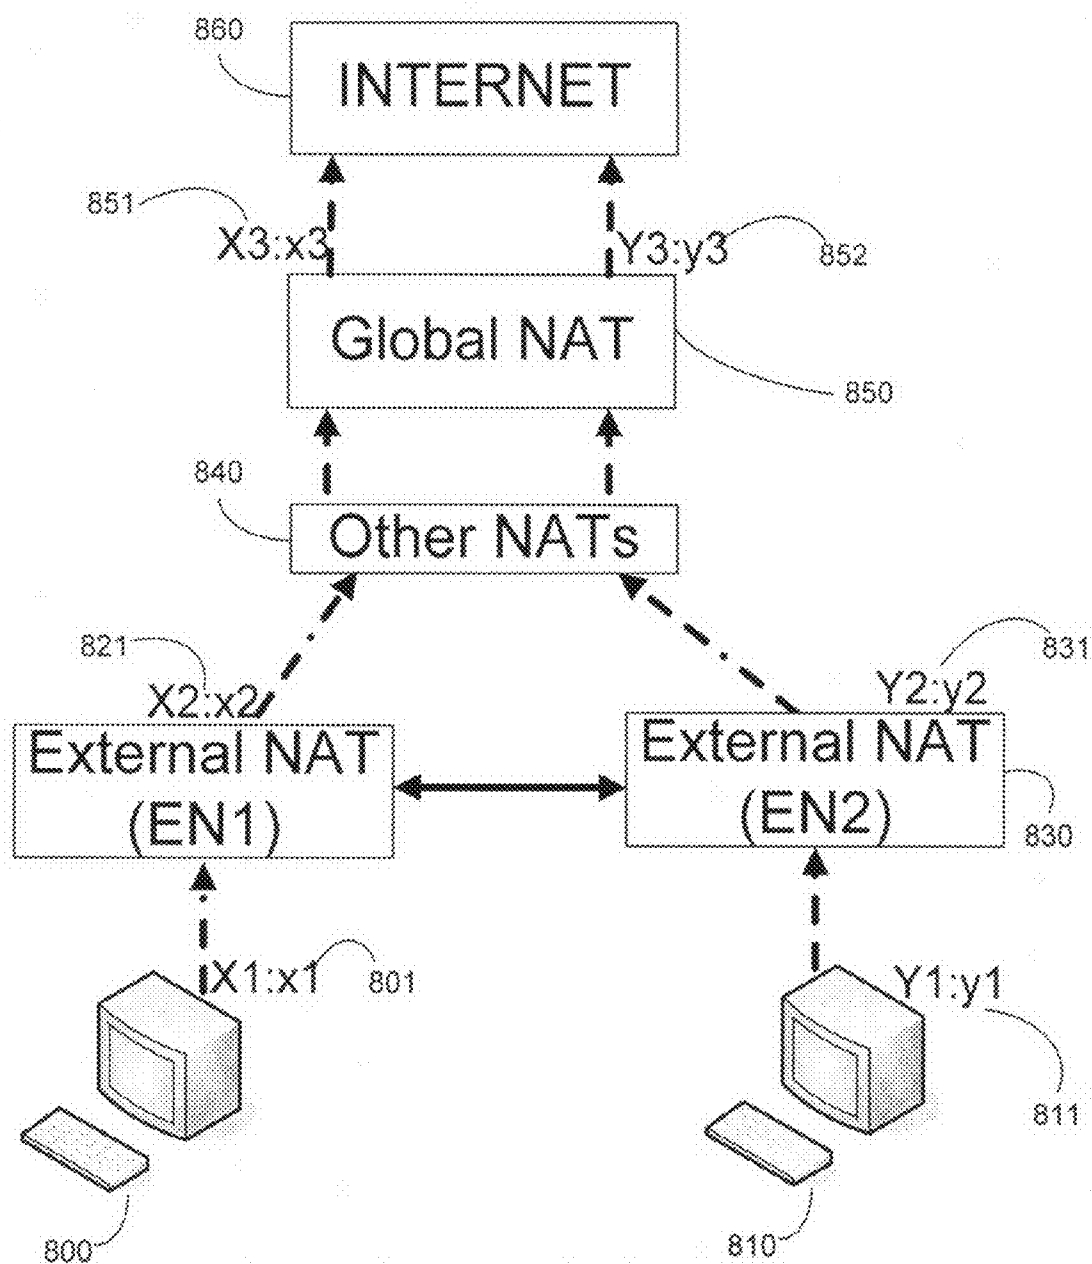 860
INTERNET
851
X3:x3
Y3:y3
852
Global NAT
850
840
Other NATs
821
X2:x2
831
Y2:y2
External NAT
(EN1)
External NAT
(EN2)
830
X1:x1
801
Y1:y1
811
800
810